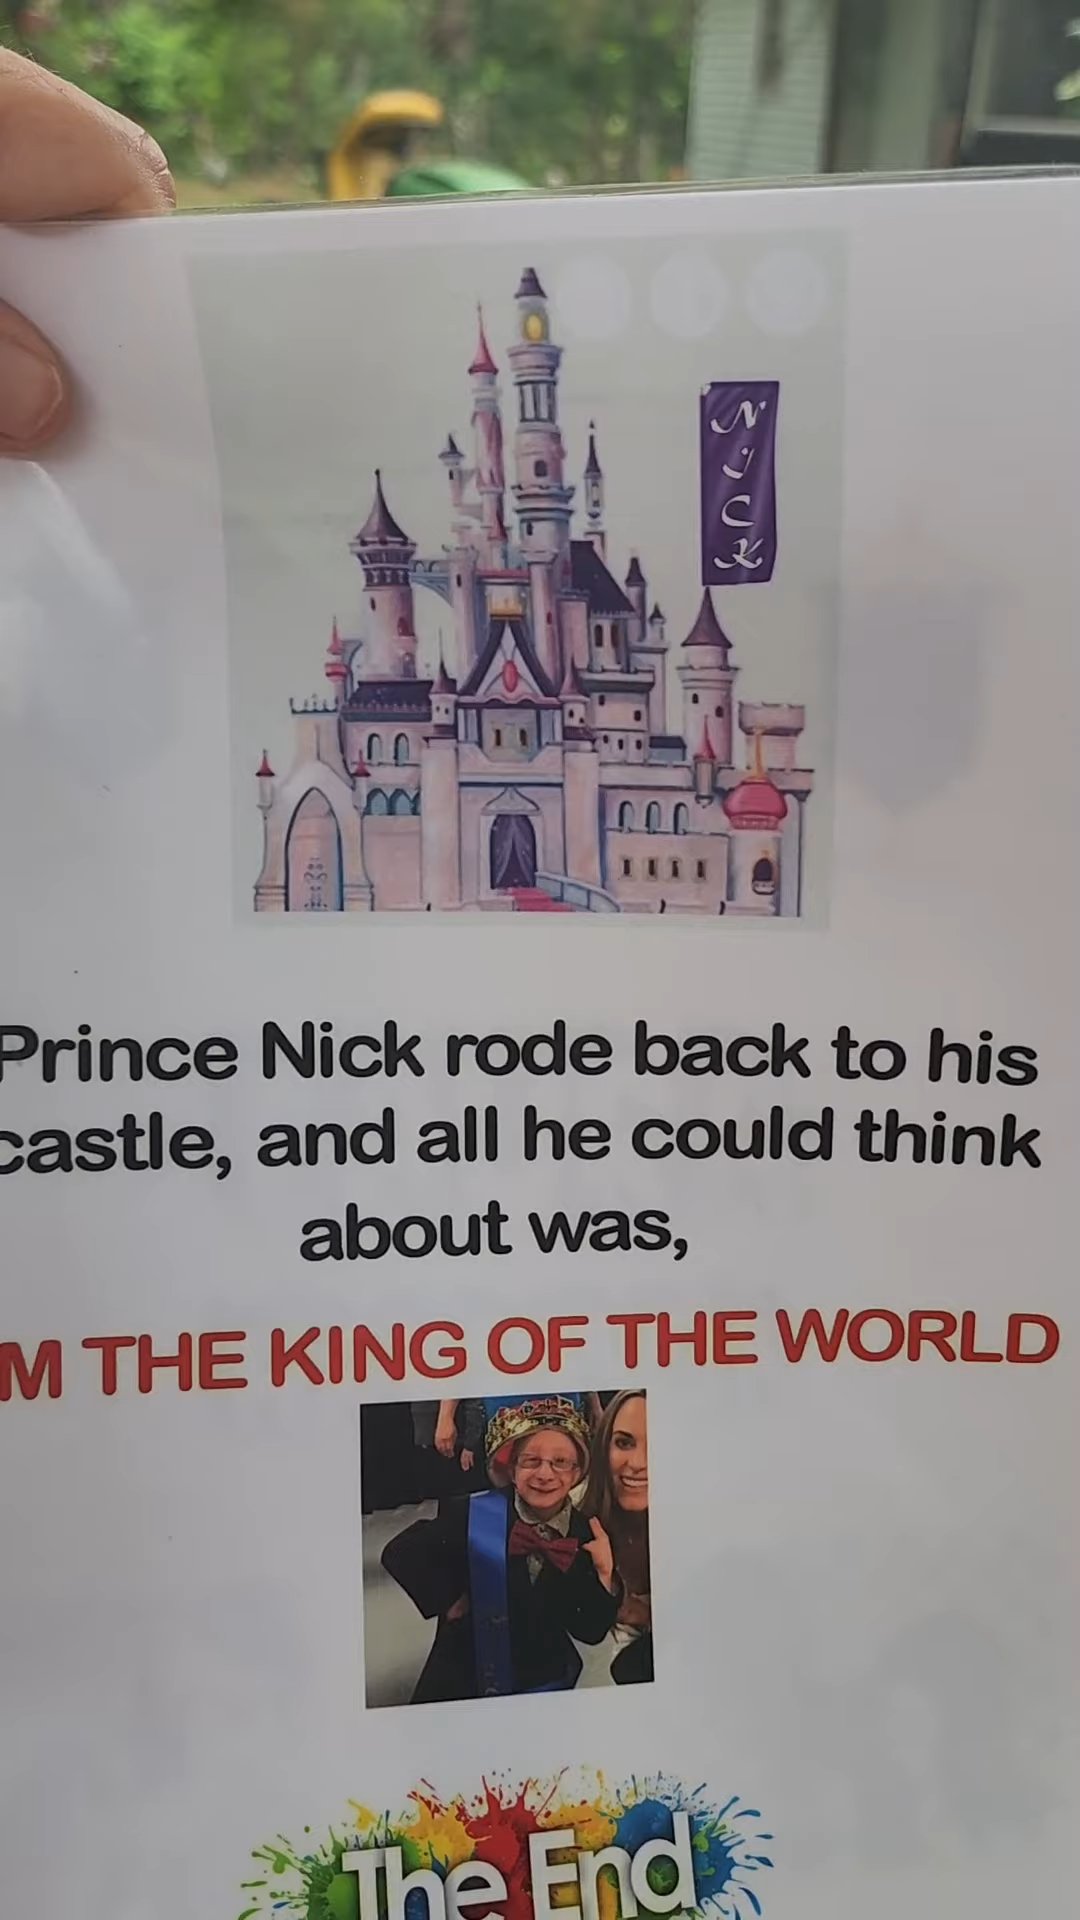 NICK
Prince Nick rode back to his
castle, and all he could think
about was,
M THE KING OF THE WORLD
The End